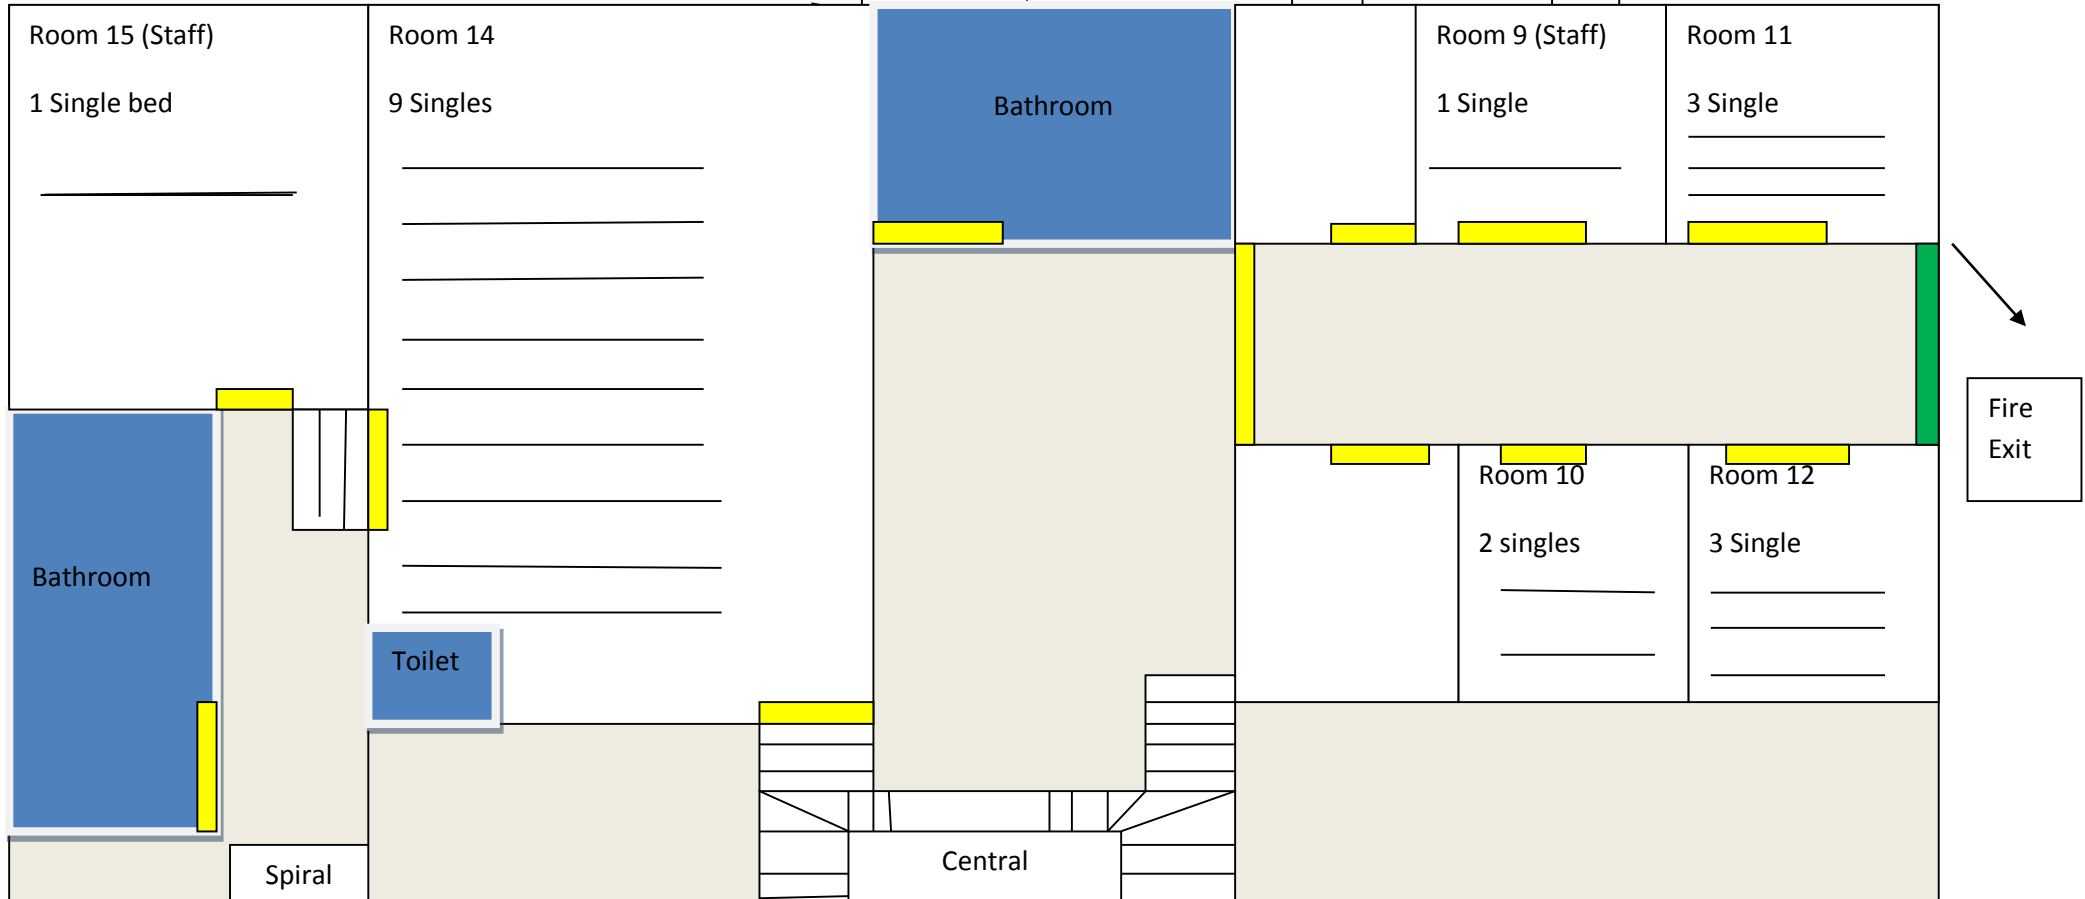 Room 15 (Staff)
1 Single bed
Room 14
9 Singles
Bathroom
Room 9 (Staff)
1 Single
Room 11
3 Single
Fire
Exit
Room 10
2 singles
Room 12
3 Single
Bathroom
Toilet
Spiral
Central